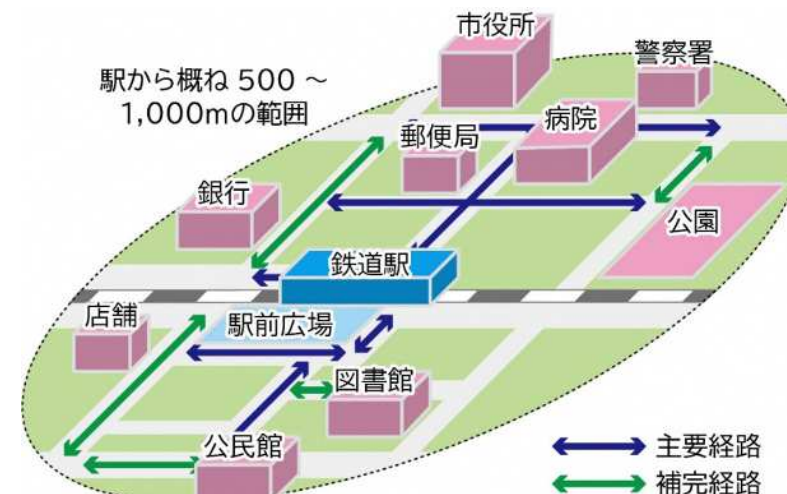 市役所
警察署
駅から概ね 500 ～
1,000mの範囲
病院
郵便局
銀行
公園
鉄道駅
店舗
駅前広場
図書館
公民館
主要経路
補完経路